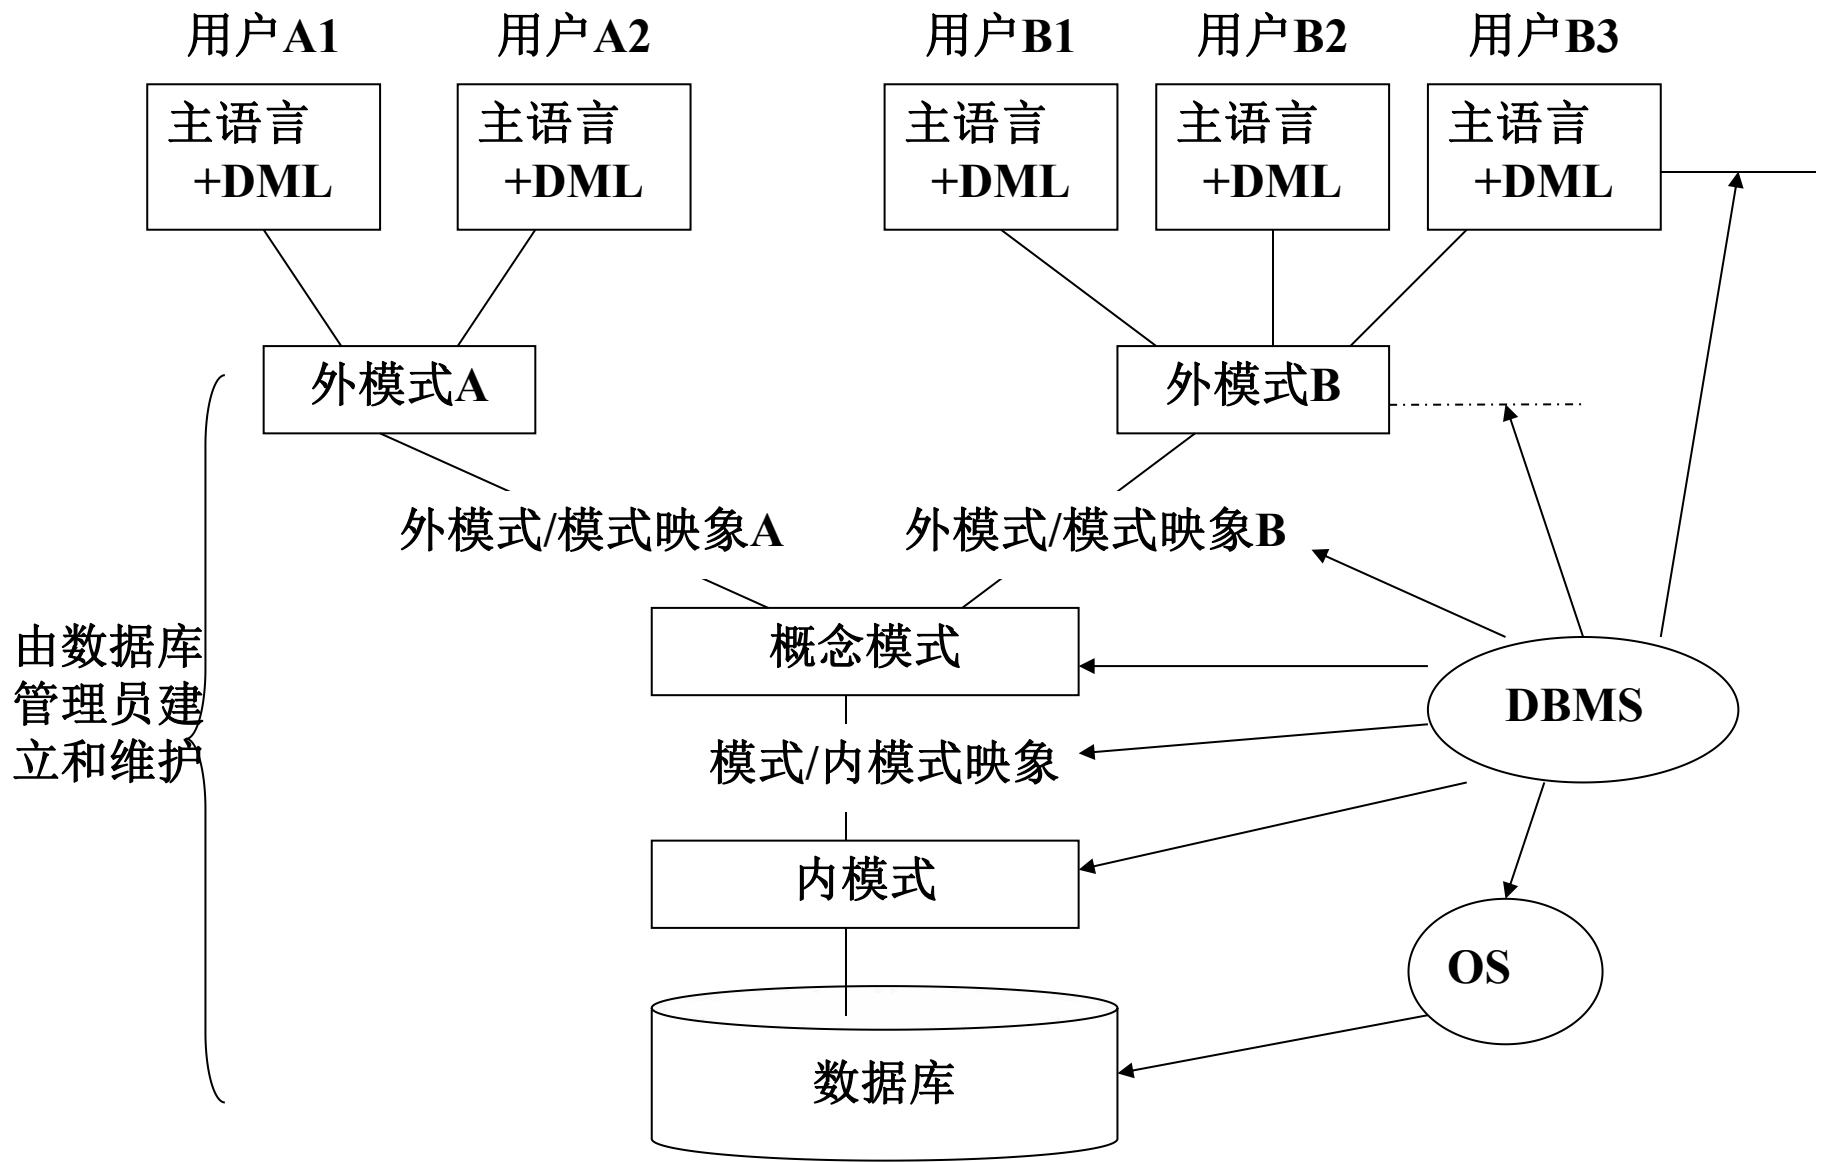 用户A1
用户A2
用户B1
用户B2
用户B3
主语言
+DML
主语言
+DML
主语言
+DML
主语言
+DML
主语言
+DML
外模式A
外模式B
外模式/模式映象A
外模式/模式映象B
概念模式
由数据库
管理员建
立和维护
DBMS
模式/内模式映象
内模式
OS
数据库